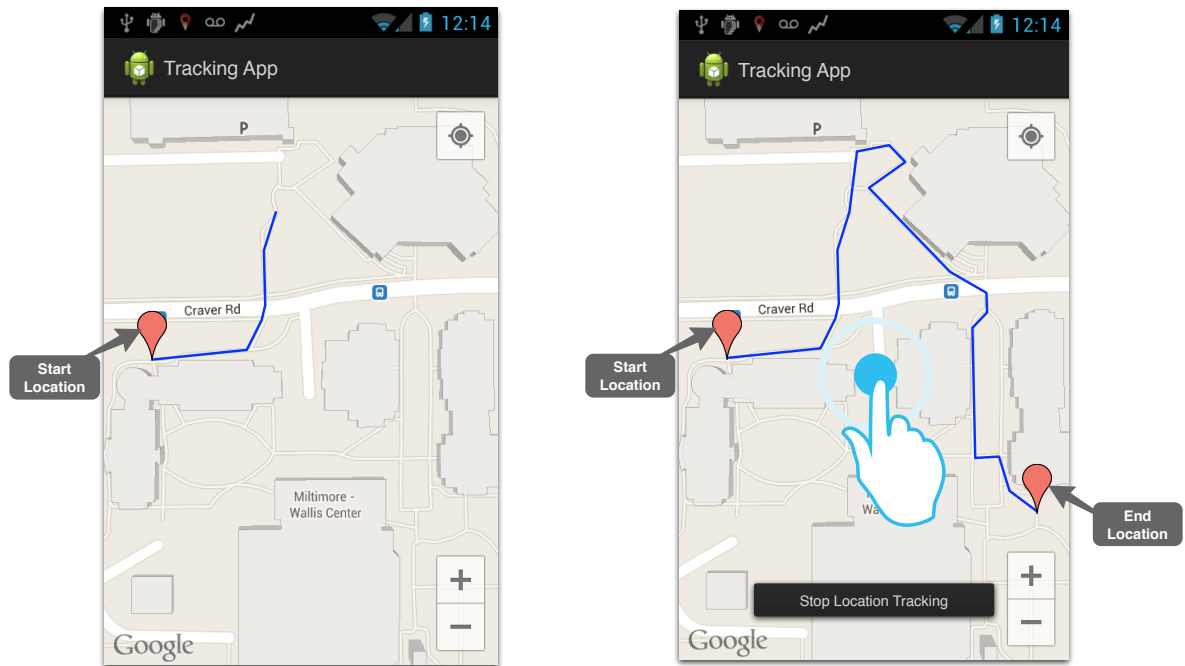 12:14
Tracking App
P
Craver Rd
Start
Location
Miltimore -
Wallis Center
Google
12:14
Tracking App
P
Craver Rd
Start
Location
Wa
End
Location
Stop Location Tracking
Google